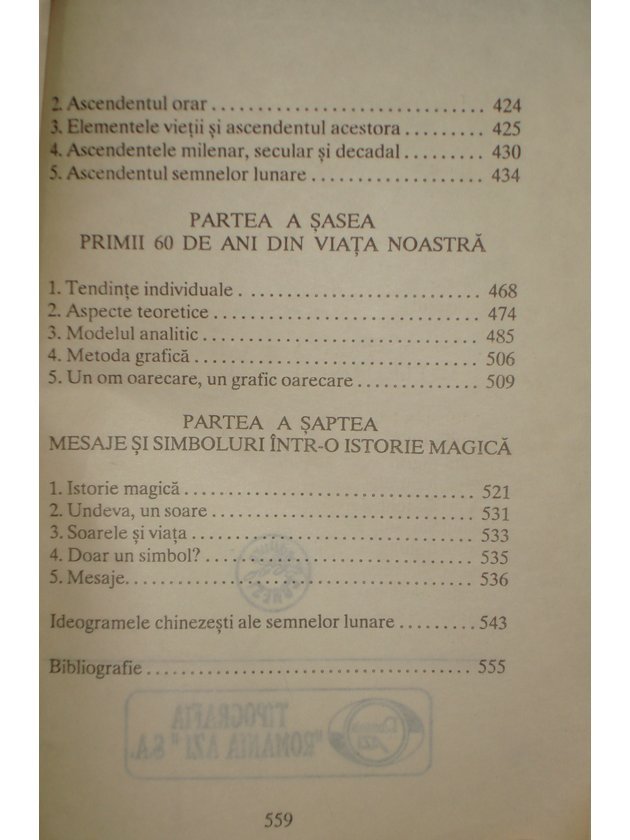 2. Ascendentul orar .............................. 424
3. Elementele vieții și ascendentul acestora ......... 425
4. Ascendentele milenar, secular și decadal ......... 430
5. Ascendentul semnelor lunare ................... 434
PARTEA A ȘASEA
PRIMII 60 DE ANI DIN VIAȚA NOASTRĂ
1. Tendințe individuale ........................... 468
2. Aspecte teoretice ............................ 474
3. Modelul analitic .............................. 485
4. Metoda grafică ............................... 506
5. Un om oarecare, un grafic oarecare ............. 509
PARTEA A ȘAPTEA
MESAJE ȘI SIMBOLURI ÎNTR-O ISTORIE MAGICĂ
1. Istorie magică ................................ 521
2. Undeva, un soare ............................. 531
3. Soarele și viața ............................... 533
4. Doar un simbol? .............................. 535
5. Mesaje....................................... 536
Ideogramele chinezești ale semnelor lunare ......... 543
Bibliografie .................................... 555
TIPOGRAFIA
"ROMANIA AZI" S.A.
559